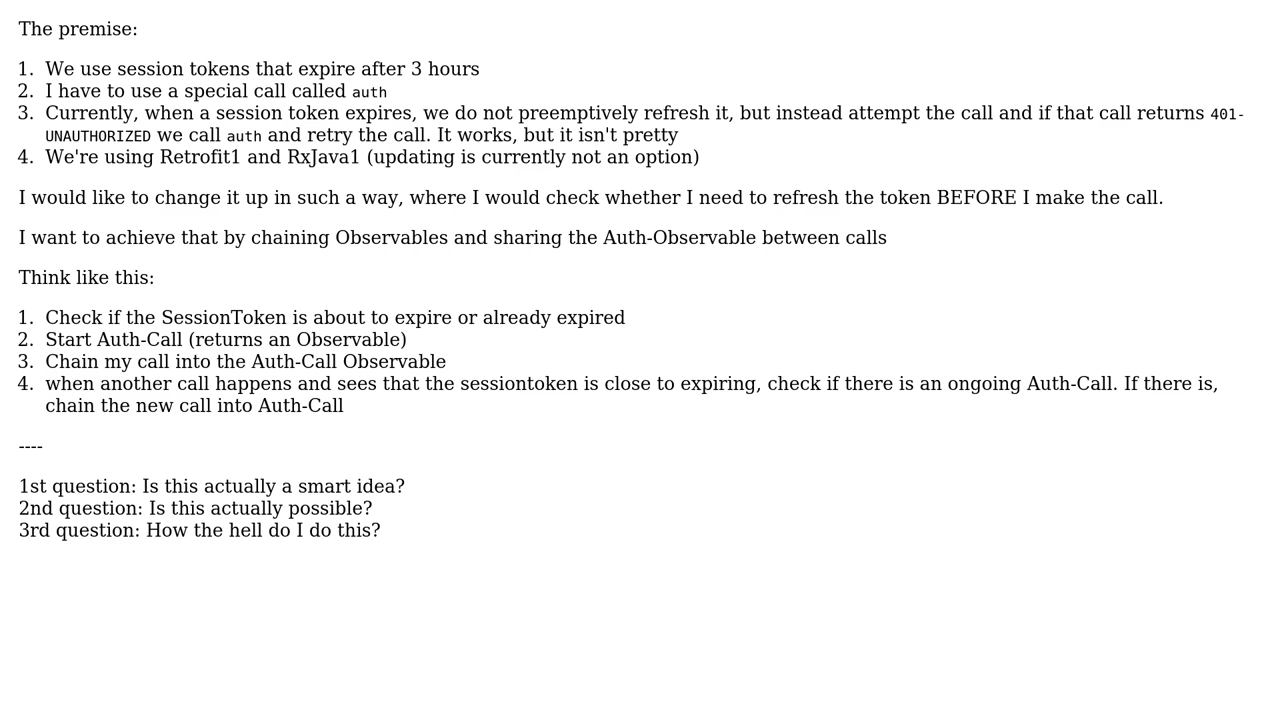 The premise:
1. We use session tokens that expire after 3 hours
2. I have to use a special call called auth
3. Currently, when a session token expires, we do not preemptively refresh it, but instead attempt the call and if that call returns 401-
UNAUTHORIZED we call auth and retry the call. It works, but it isn't pretty
4. We're using Retrofit1 and RxJava1 (updating is currently not an option)
I would like to change it up in such a way, where I would check whether I need to refresh the token BEFORE I make the call.
I want to achieve that by chaining Observables and sharing the Auth-Observable between calls
Think like this:
1. Check if the SessionToken is about to expire or already expired
2. Start Auth-Call (returns an Observable)
3. Chain my call into the Auth-Call Observable
4. when another call happens and sees that the sessiontoken is close to expiring, check if there is an ongoing Auth-Call. If there is,
chain the new call into Auth-Call
----
1st question: Is this actually a smart idea?
2nd question: Is this actually possible?
3rd question: How the hell do I do this?